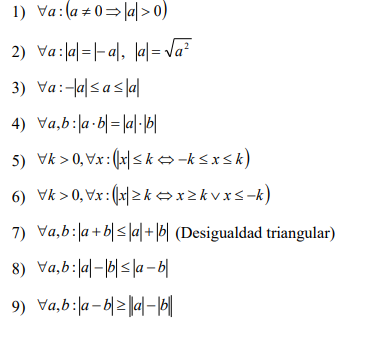 1) ∀a:(a ≠ 0 ⇒ |a| > 0)
2) ∀a:|a| = |−a|, |a| = √a²
3) ∀a:−|a| ≤ a ≤ |a|
4) ∀a,b:|a·b| = |a|·|b|
5) ∀k > 0, ∀x:(|x| ≤ k ⇔ −k ≤ x ≤ k)
6) ∀k > 0, ∀x:(|x| ≥ k ⇔ x ≥ k ∨ x ≤ −k)
7) ∀a,b:|a + b| ≤ |a| + |b| (Desigualdad triangular)
8) ∀a,b:|a| − |b| ≤ |a − b|
9) ∀a,b:|a − b| ≥ ||a| − |b||